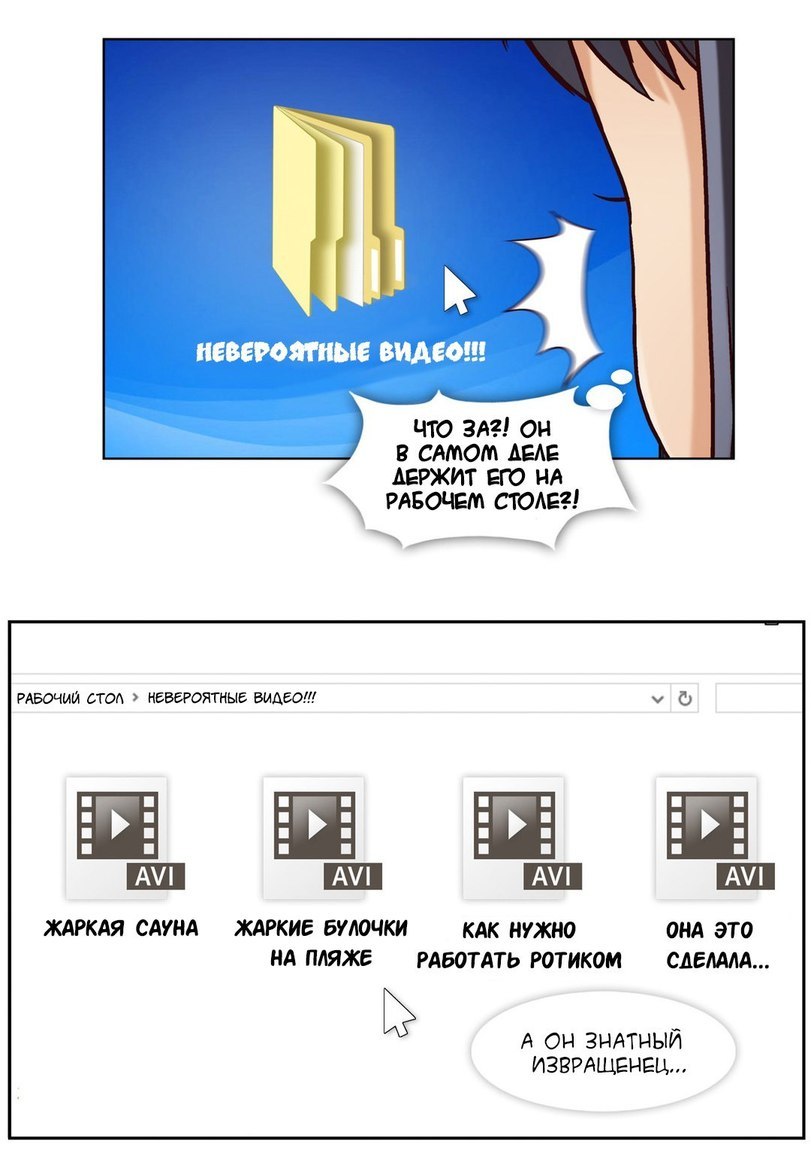 НЕВЕРОЯТНЫЕ ВИДЕО!!!
ЧТО ЗА?! ОН
В САМОМ ДЕЛЕ
ДЕРЖИТ ЕГО НА
РАБОЧЕМ СТОЛЕ?!
РАБОЧИЙ СТОЛ > НЕВЕРОЯТНЫЕ ВИДЕО!!!
AVI AVI AVI AVI
ЖАРКАЯ САУНА
ЖАРКИЕ БУЛОЧКИ
НА ПЛЯЖЕ
КАК НУЖНО
РАБОТАТЬ РОТИКОМ
ОНА ЭТО
СДЕЛАЛА...
А ОН ЗНАТНЫЙ
ИЗВРАЩЕНЕЦ...